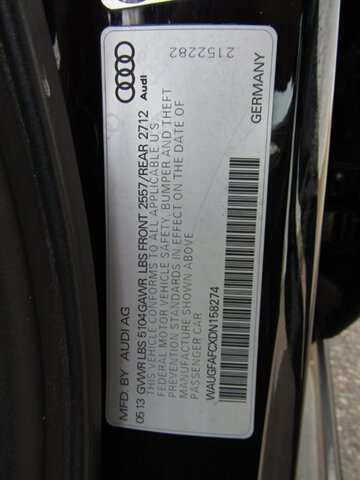 Audi
2152282
MFD. BY AUDI AG
05 13 GVWR LBS 5104 GAWR LBS FRONT 2557/REAR 2712
THIS VEHICLE CONFORMS TO ALL APPLICABLE U.S.
FEDERAL MOTOR VEHICLE SAFETY, BUMPER AND THEFT
PREVENTION STANDARDS IN EFFECT ON THE DATE OF
MANUFACTURE SHOWN ABOVE
PASSENGER CAR
WAUGFAFCXDN158274
GERMANY